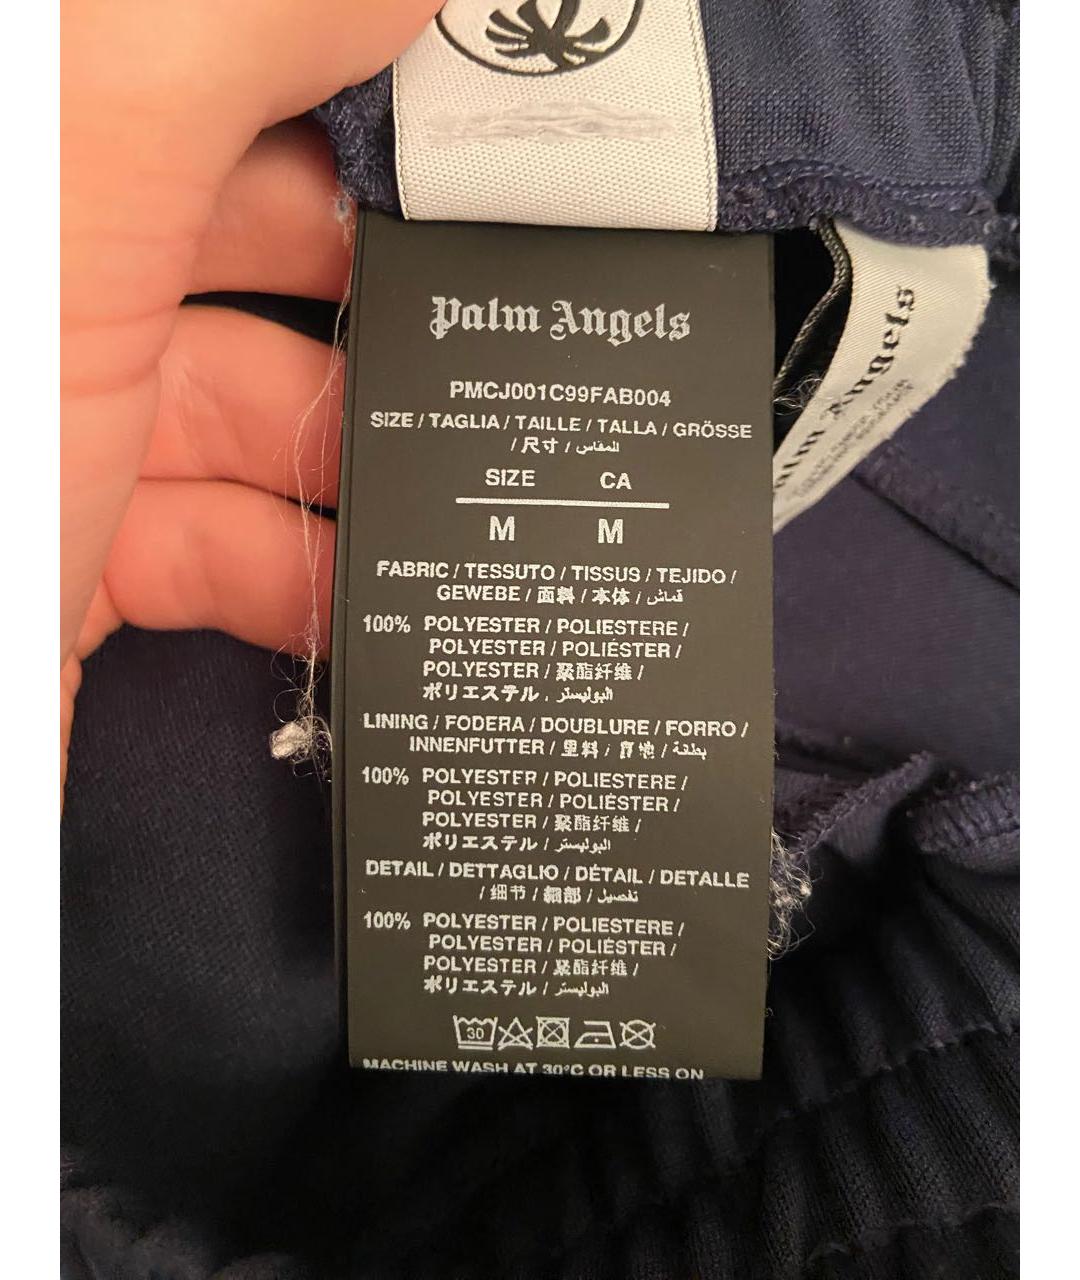 Palm Angels
PMCJ001C99FAB004
SIZE / TAGLIA / TAILLE / TALLA / GRÖSSE
/ 尺寸 / المقاس
SIZE CA
M M
FABRIC / TESSUTO / TISSUS / TEJIDO /
GEWEBE / 面料 / 本体 / قماش
100% POLYESTER / POLIESTERE /
POLYESTER / POLIÉSTER /
POLYESTER / 聚酯纤维 /
ポリエステル / البوليستر
LINING / FODERA / DOUBLURE / FORRO /
INNENFUTTER / 里料 / بطانة
100% POLYESTER / POLIESTERE /
POLYESTER / POLIÉSTER /
POLYESTER / 聚酯纤维 /
ポリエステル / البوليستر
DETAIL / DETTAGLIO / DÉTAIL / DETALLE
/ 细节 / 細部 / تفصيل
100% POLYESTER / POLIESTERE /
POLYESTER / POLIÉSTER /
POLYESTER / 聚酯纤维 /
ポリエステル / البوليستر
30
MACHINE WASH AT 30°C OR LESS ON
Palm Angels